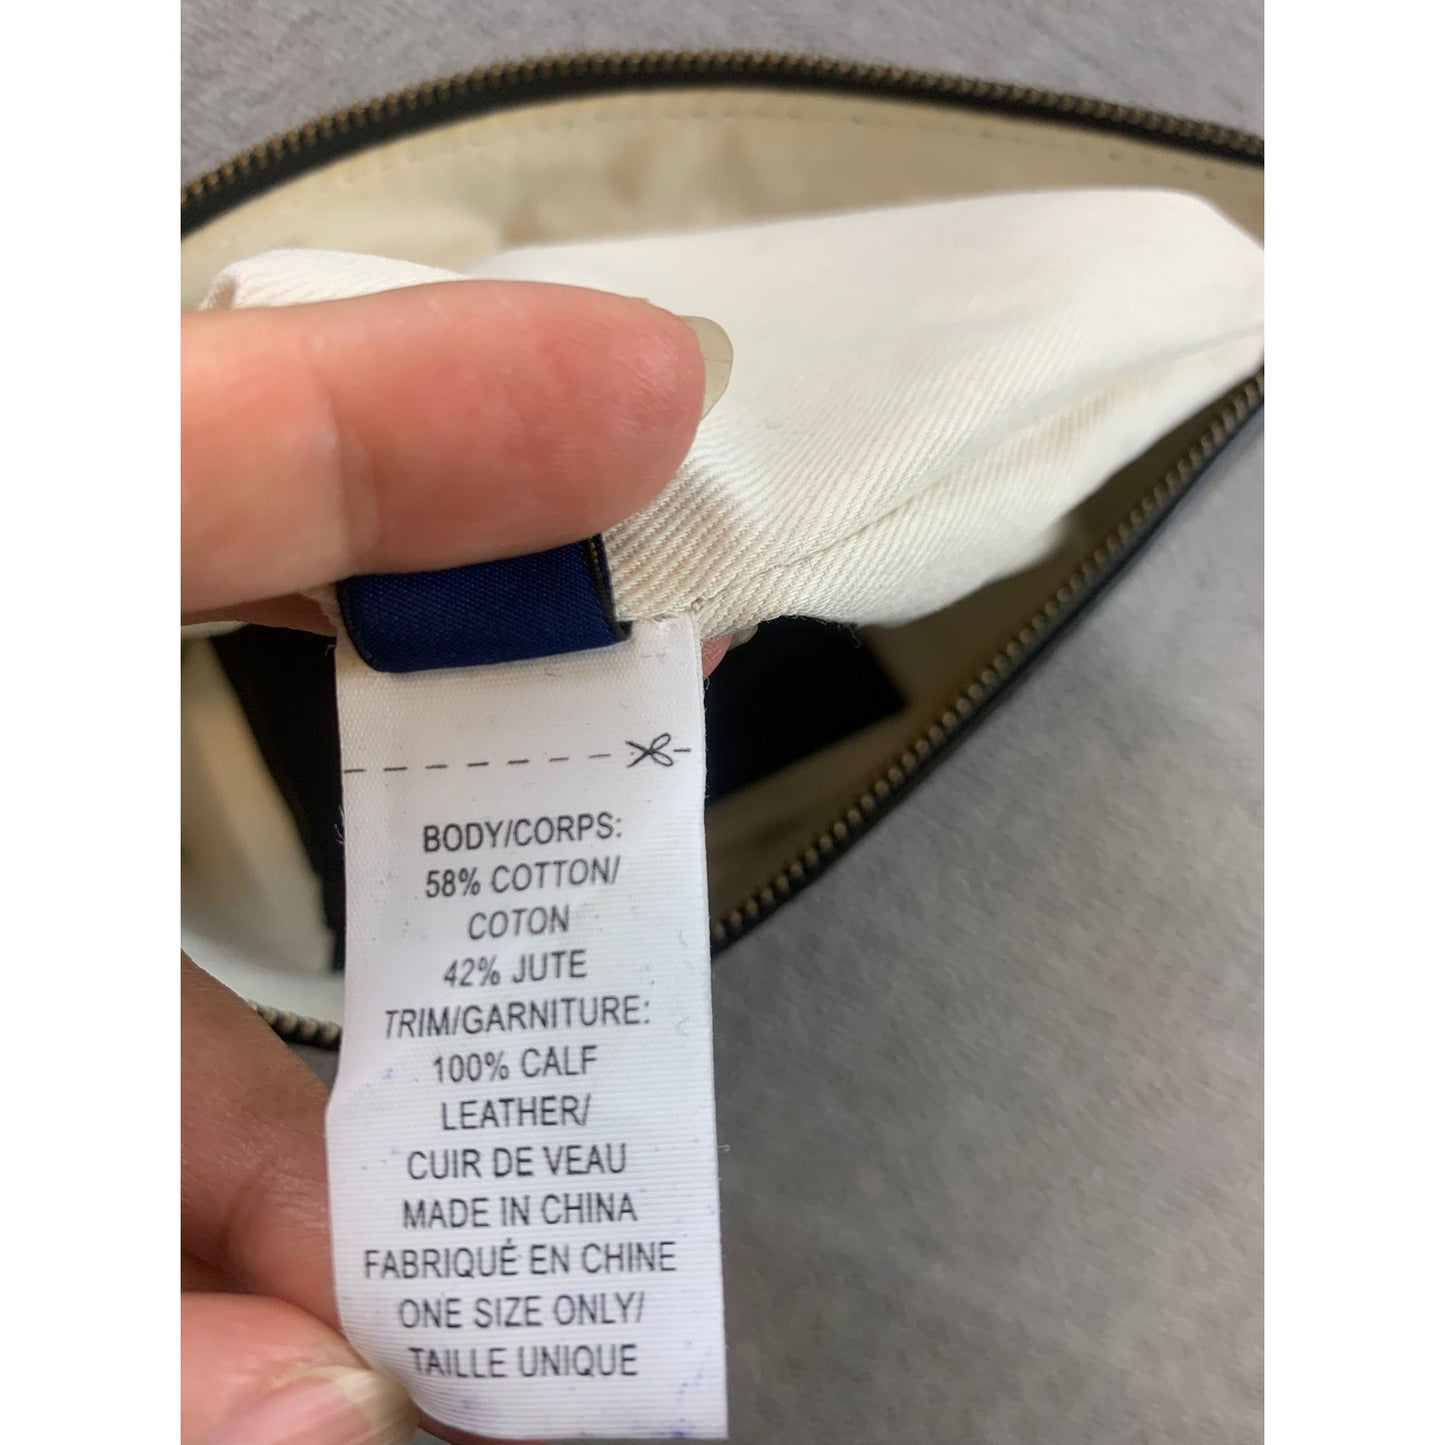 BODY/CORPS:
58% COTTON/
COTON
42% JUTE
TRIM/GARNITURE:
100% CALF
LEATHER/
CUIR DE VEAU
MADE IN CHINA
FABRIQUÉ EN CHINE
ONE SIZE ONLY/
TAILLE UNIQUE